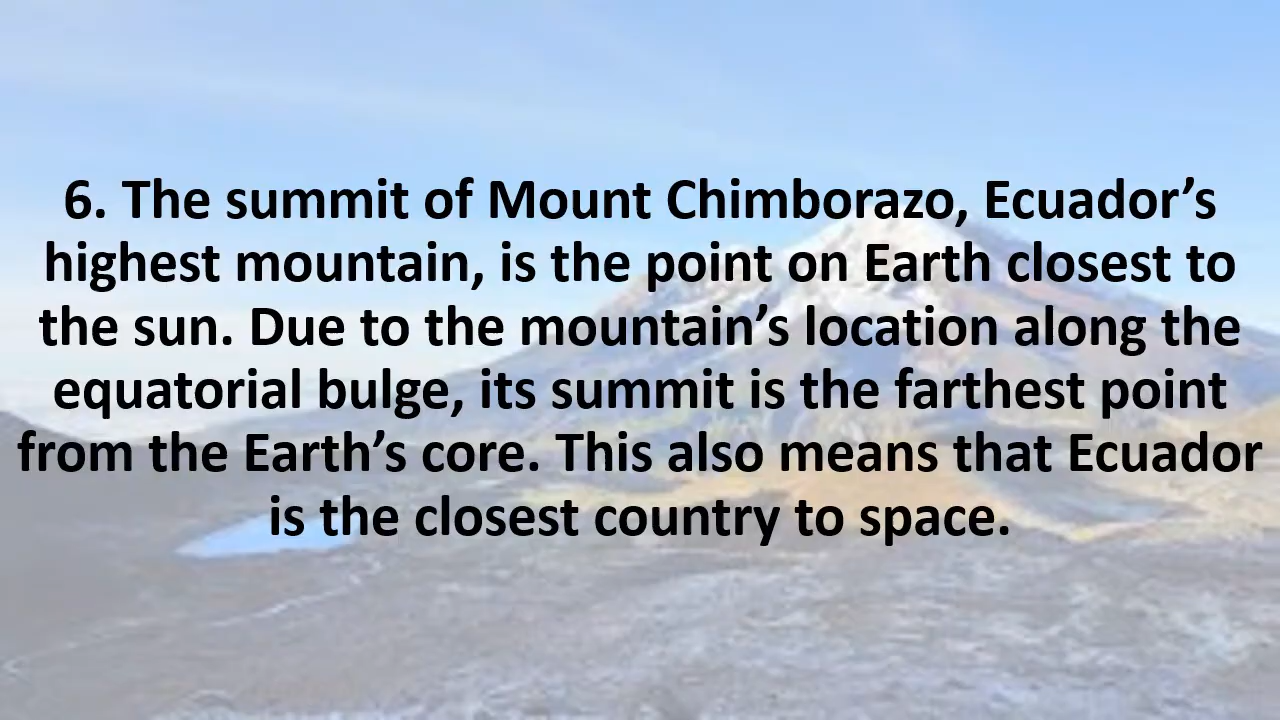 6. The summit of Mount Chimborazo, Ecuador’s
highest mountain, is the point on Earth closest to
the sun. Due to the mountain’s location along the
equatorial bulge, its summit is the farthest point
from the Earth’s core. This also means that Ecuador
is the closest country to space.